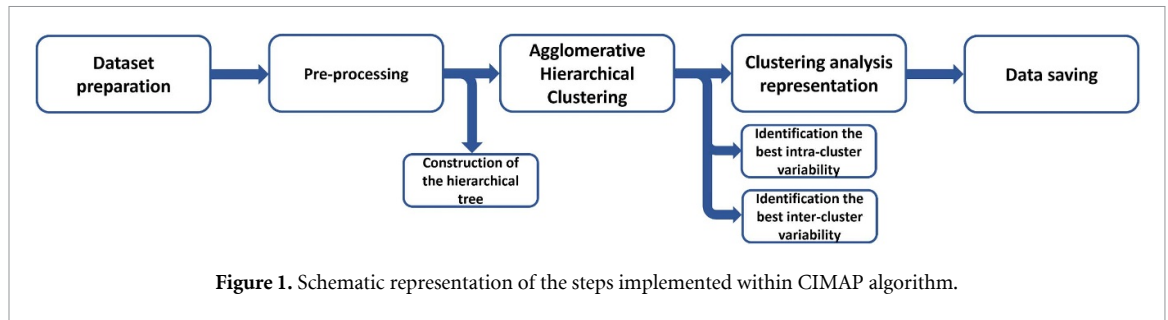 Dataset
preparation
Pre-processing
Agglomerative
Hierarchical
Clustering
Clustering analysis
representation
Data saving
Construction of
the hierarchical
tree
Identification the
best intra-cluster
variability
Identification the
best inter-cluster
variability
Figure 1. Schematic representation of the steps implemented within CIMAP algorithm.